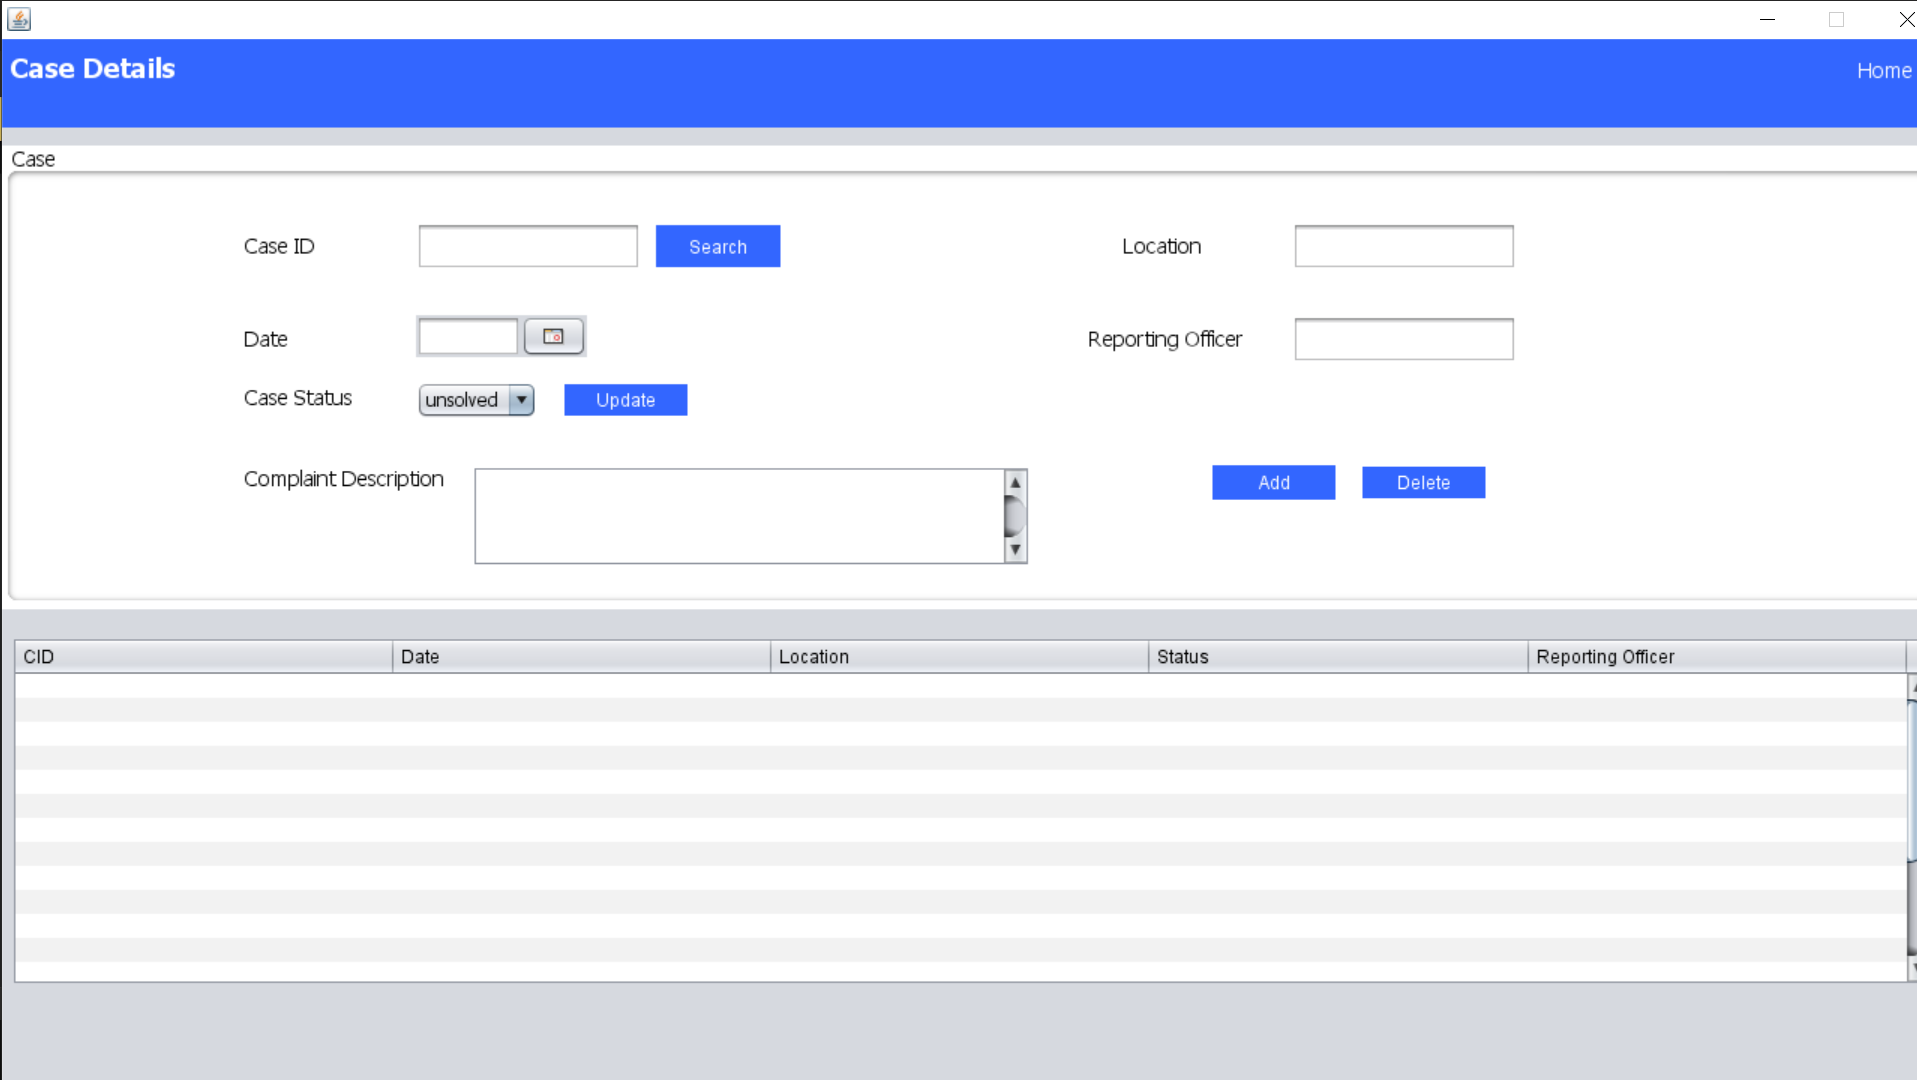 Case Details
Home
Case
Case ID
Search
Location
Date
Reporting Officer
Case Status
unsolved
Update
Complaint Description
Add
Delete
CID
Date
Location
Status
Reporting Officer